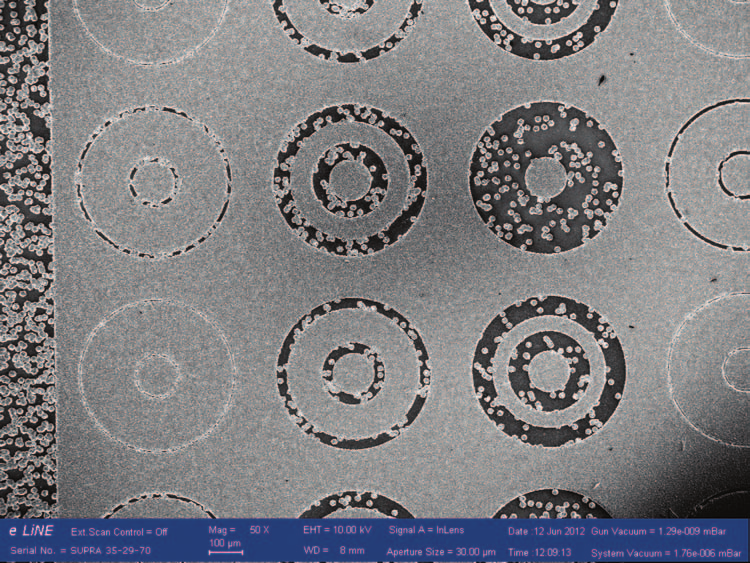 e LiNE Ext.Scan Control = Off Mag = 50 X EHT = 10.00 kV Signal A = InLens Date :12 Jun 2012 Gun Vacuum = 1.29e-009 mBar
Serial No. = SUPRA 35-29-70 100 µm WD = 8 mm Aperture Size = 30.00 µm Time :12:09:13 System Vacuum = 1.76e-006 mBar